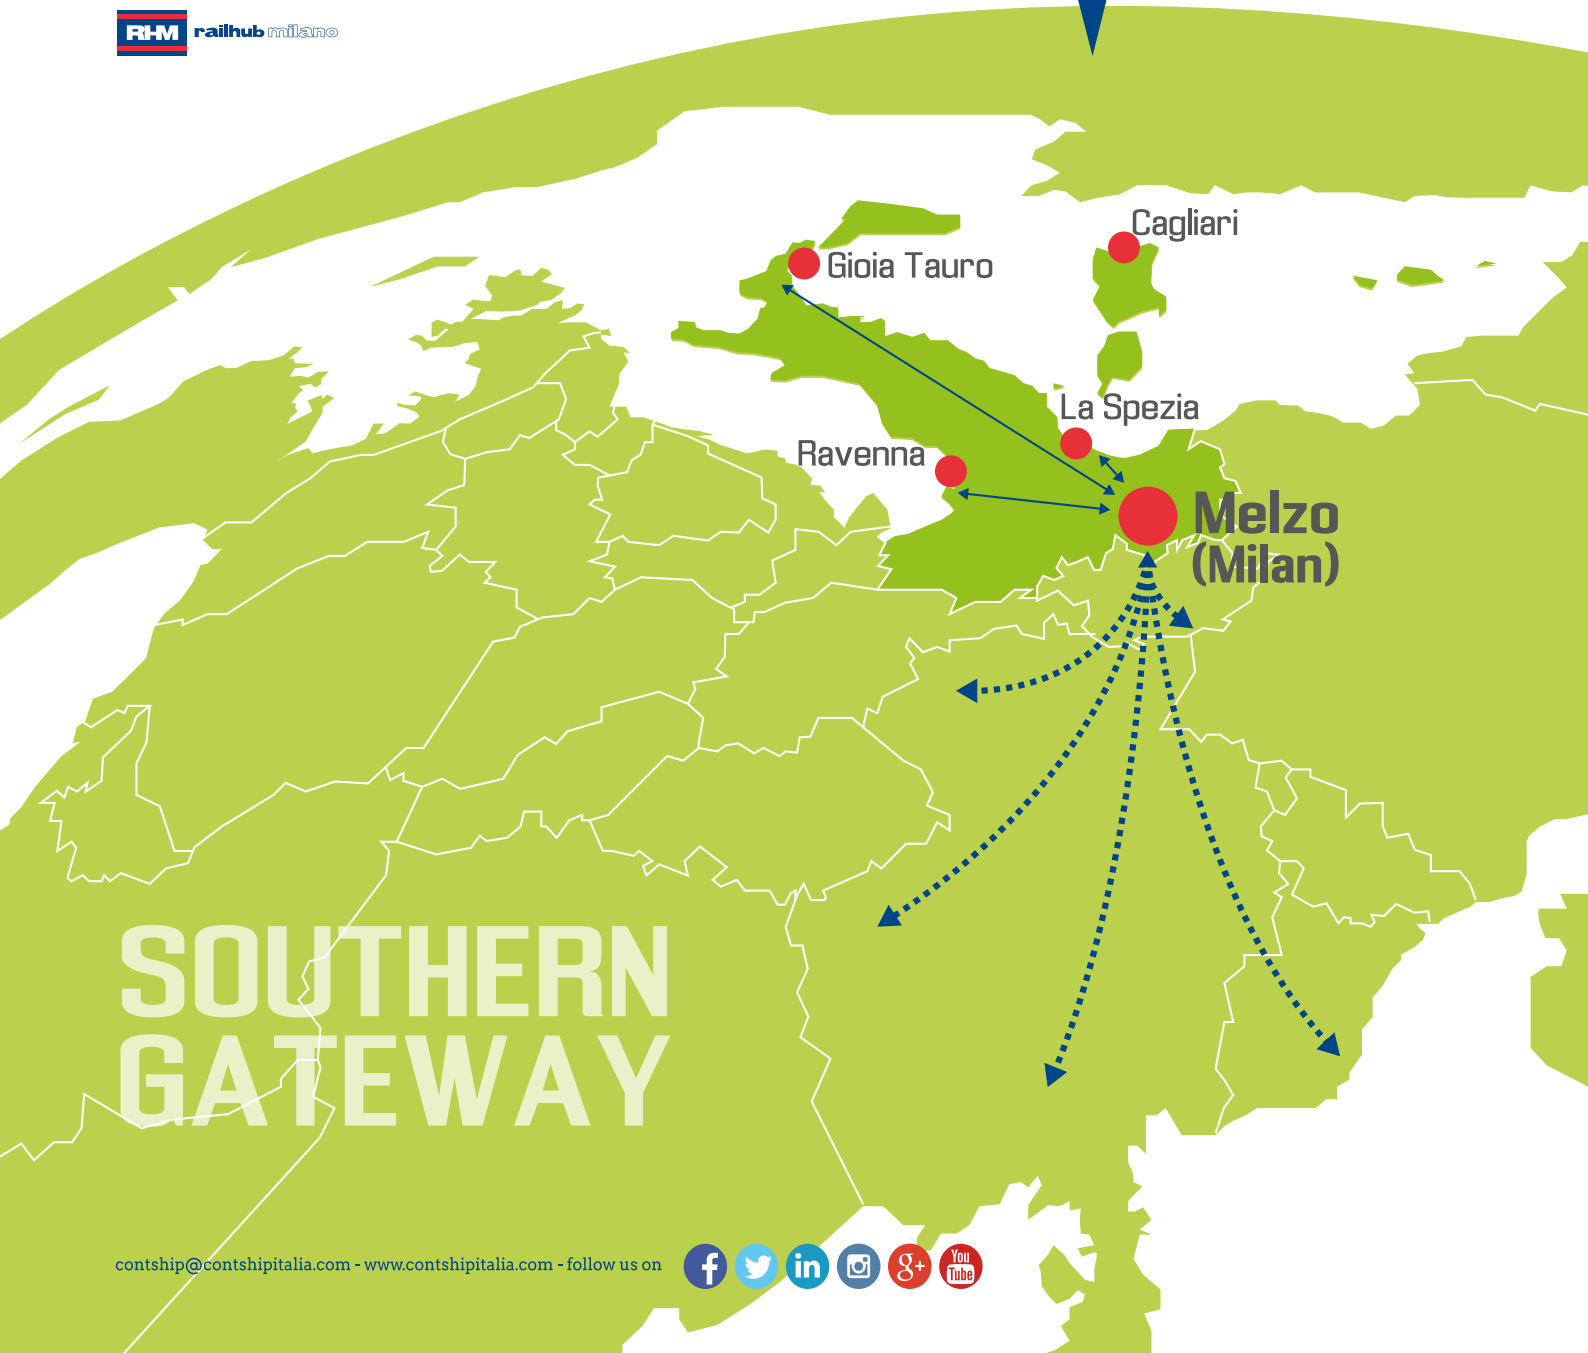 RHM railhub milano
Cagliari
Gioia Tauro
La Spezia
Ravenna
Melzo
(Milan)
SOUTHERN
GATEWAY
contship@contshipitalia.com - www.contshipitalia.com - follow us on
f in g+ You
Tube